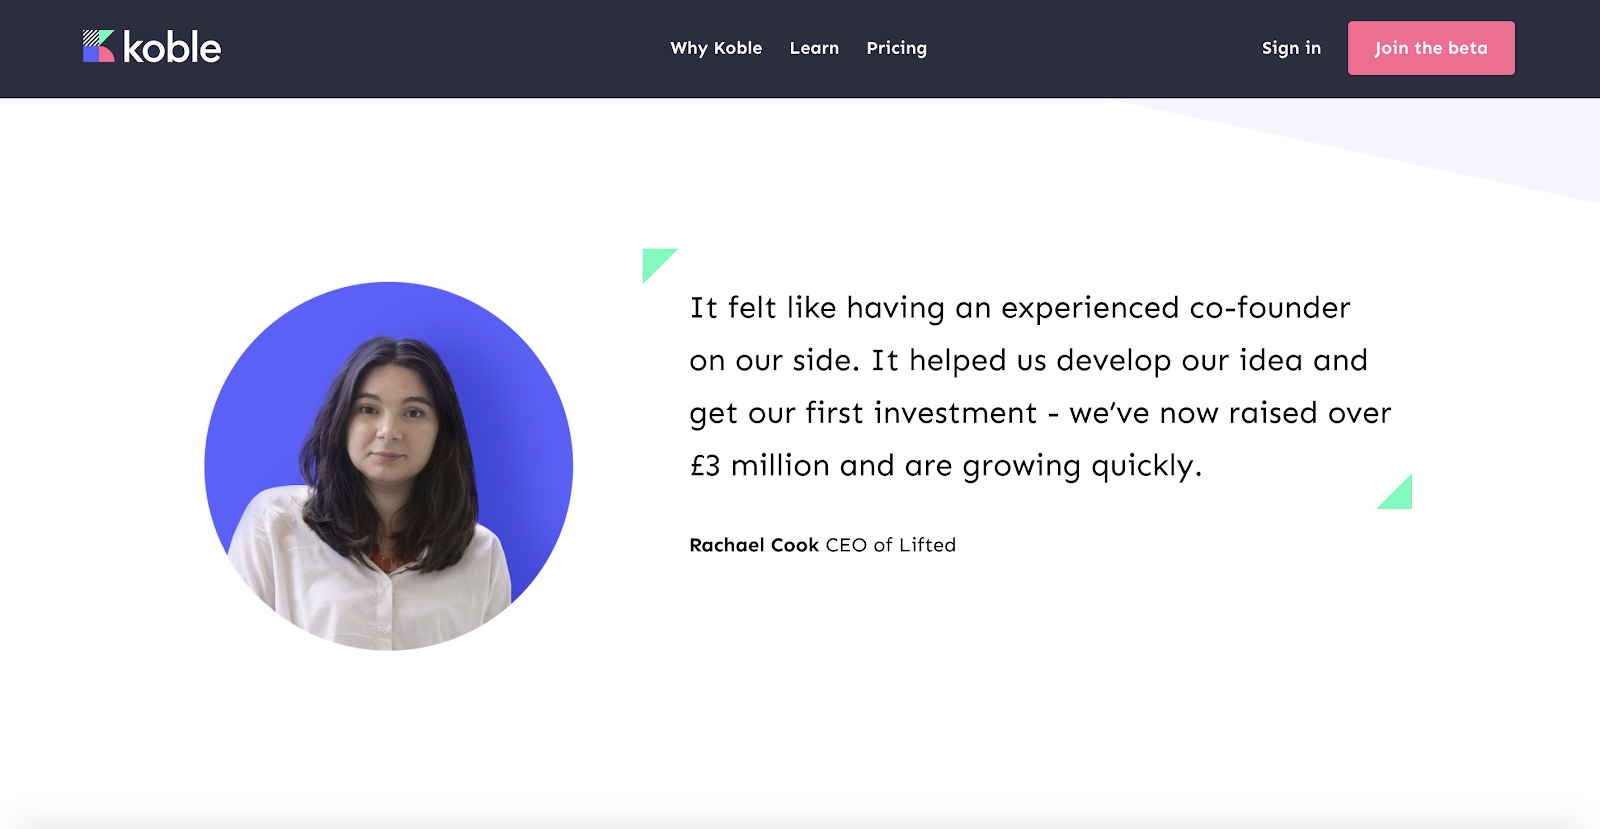 koble
Why Koble Learn Pricing
Sign in
Join the beta
It felt like having an experienced co-founder
on our side. It helped us develop our idea and
get our first investment - we’ve now raised over
£3 million and are growing quickly.
Rachael Cook CEO of Lifted